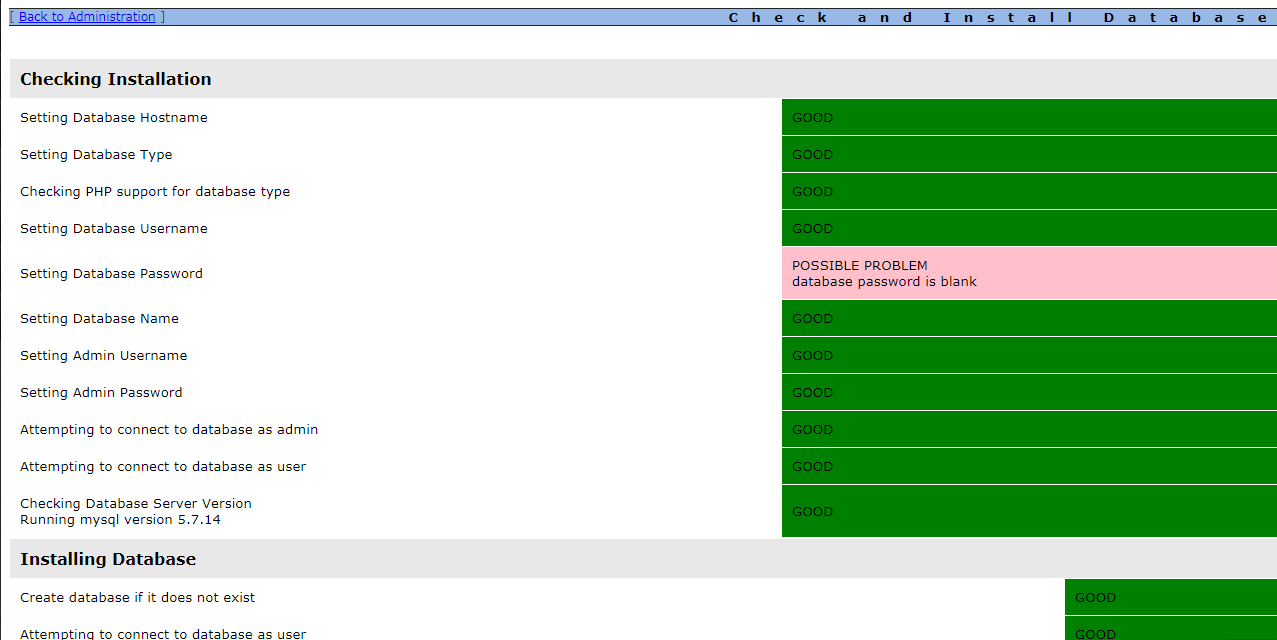 [ Back to Administration ] Check and Install Database
Checking Installation
Setting Database Hostname GOOD
Setting Database Type GOOD
Checking PHP support for database type GOOD
Setting Database Username GOOD
Setting Database Password POSSIBLE PROBLEM
database password is blank
Setting Database Name GOOD
Setting Admin Username GOOD
Setting Admin Password GOOD
Attempting to connect to database as admin GOOD
Attempting to connect to database as user GOOD
Checking Database Server Version
Running mysql version 5.7.14 GOOD
Installing Database
Create database if it does not exist GOOD
Attempting to connect to database as user GOOD